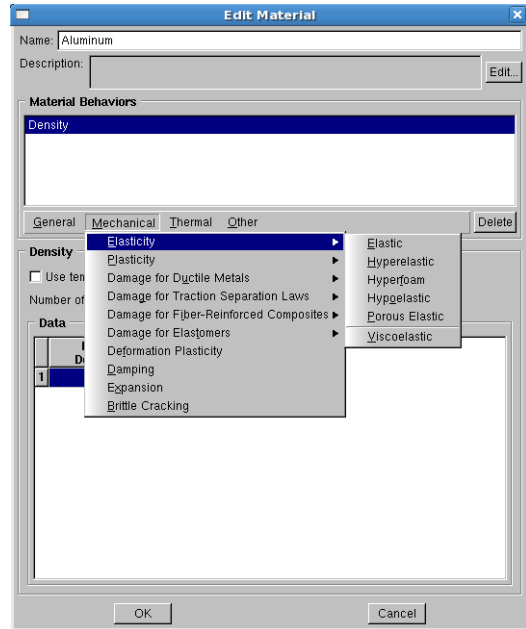 Edit Material
Name: Aluminum
Description:
Edit...
Material Behaviors
Density
General Mechanical Thermal Other Delete
Elasticity
Plasticity
Damage for Ductile Metals
Damage for Traction Separation Laws
Damage for Fiber-Reinforced Composites
Damage for Elastomers
Deformation Plasticity
Damping
Expansion
Brittle Cracking
Elastic
Hyperelastic
Hyperfoam
Hypoelastic
Porous Elastic
Viscoelastic
Density
Use
Number of
Data
1
OK Cancel